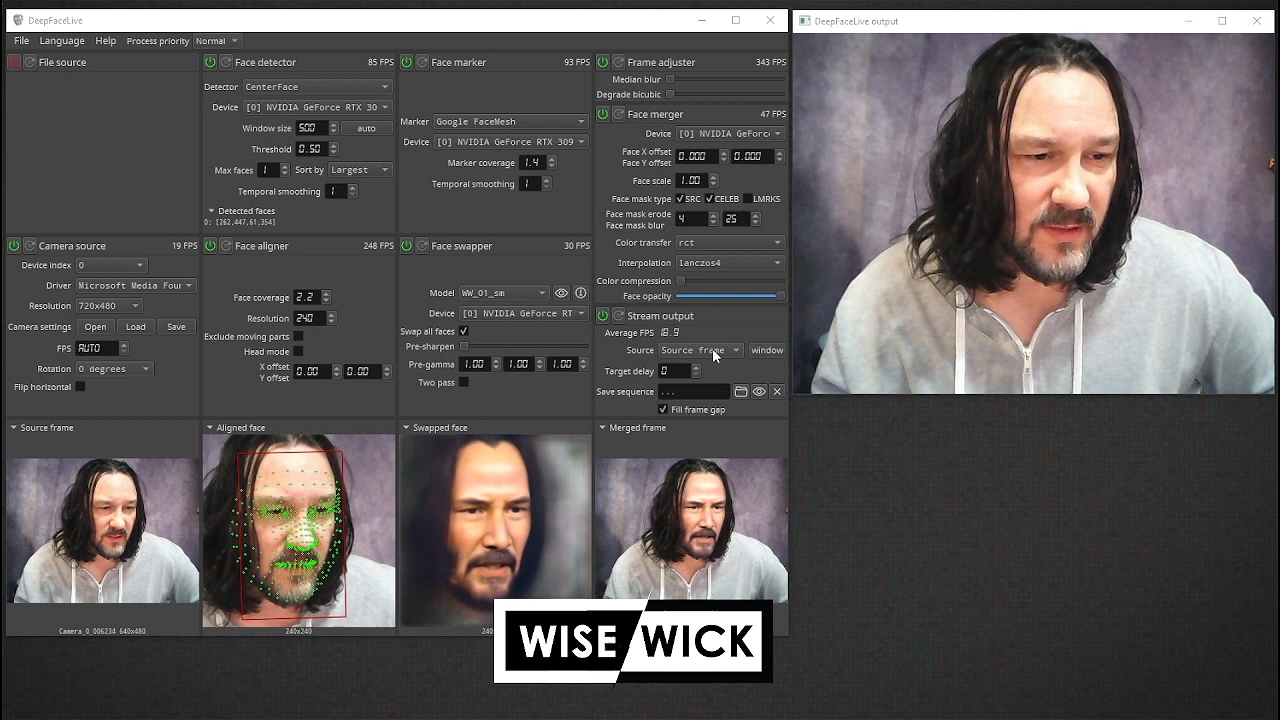 DeepFaceLive
File Language Help Process priority Normal
File source
Face detector 85 FPS
Detector CenterFace
Device [0] NVIDIA GeForce RTX 30
Window size 500 auto
Threshold 0.50
Max faces 1 Sort by Largest
Temporal smoothing 1
Detected faces
0: [262,447,61,354]
Face marker 93 FPS
Marker Google FaceMesh
Device [0] NVIDIA GeForce RTX 309
Marker coverage 1.4
Temporal smoothing 1
Frame adjuster 343 FPS
Median blur
Degrade bicubic
Face merger 47 FPS
Device [0] NVIDIA GeForc
Face X offset
Face Y offset
0.000 0.000
Face scale 1.00
Face mask type SRC CELEB LMRKS
Face mask erode
Face mask blur
4 25
Color transfer rct
Interpolation lanczos4
Color compression
Face opacity
Camera source 19 FPS
Device index 0
Driver Microsoft Media Four
Resolution 720x480
Camera settings Open Load Save
FPS AUTO
Rotation 0 degrees
Flip horizontal
Face aligner 248 FPS
Face coverage 2.2
Resolution 240
Exclude moving parts
Head mode
X offset
Y offset
0.00 0.00
Face swapper 30 FPS
Model WW_01_sm
Device [0] NVIDIA GeForce RT
Swap all faces
Pre-sharpen
Pre-gamma 1.00 1.00 1.00
Two pass
Stream output
Average FPS 18.9
Source Source frame window
Target delay 0
Save sequence ...
Fill frame gap
Source frame
Camera_0_006234 640x480
Aligned face
240x240
Swapped face
Merged frame
DeepFaceLive output
WISE WICK